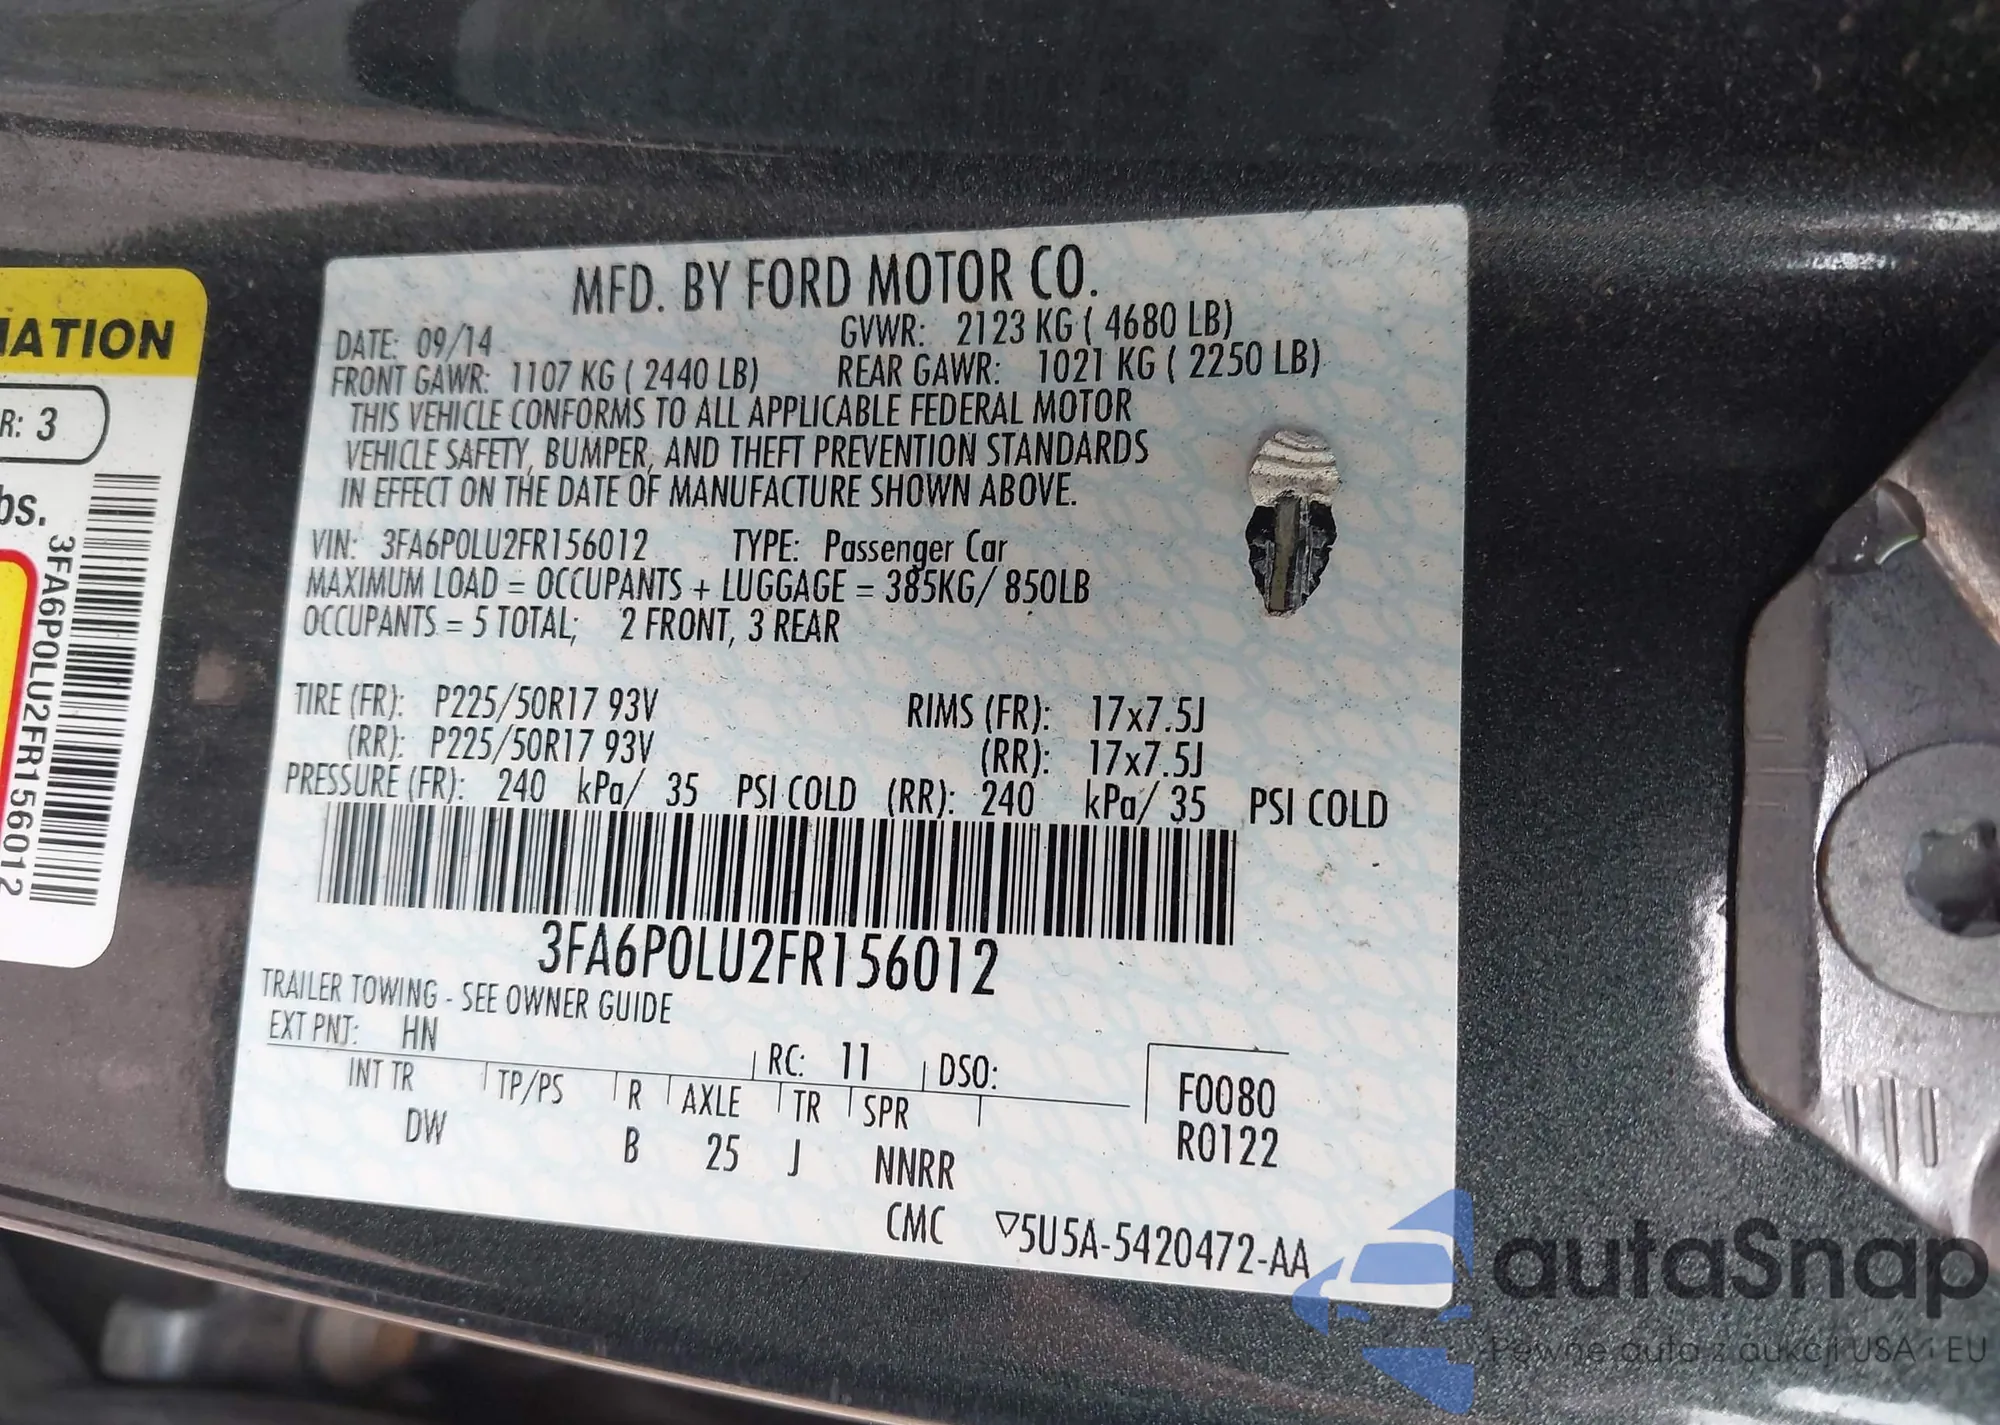 MFD. BY FORD MOTOR CO.
DATE: 09/14 GVWR: 2123 KG ( 4680 LB)
FRONT GAWR: 1107 KG ( 2440 LB) REAR GAWR: 1021 KG ( 2250 LB)
THIS VEHICLE CONFORMS TO ALL APPLICABLE FEDERAL MOTOR
VEHICLE SAFETY, BUMPER, AND THEFT PREVENTION STANDARDS
IN EFFECT ON THE DATE OF MANUFACTURE SHOWN ABOVE.
VIN: 3FA6P0LU2FR156012 TYPE: Passenger Car
MAXIMUM LOAD = OCCUPANTS + LUGGAGE = 385KG/ 850LB
OCCUPANTS = 5 TOTAL; 2 FRONT, 3 REAR
TIRE (FR): P225/50R17 93V RIMS (FR): 17x7.5J
(RR): P225/50R17 93V (RR): 17x7.5J
PRESSURE (FR): 240 kPa/ 35 PSI COLD (RR): 240 kPa/ 35 PSI COLD
3FA6P0LU2FR156012
TRAILER TOWING - SEE OWNER GUIDE
EXT PNT: HN RC: 11 DSO:
INT TR TP/PS R AXLE TR SPR
DW B 25 J NNRR
F0080
R0122
CMC ▽5U5A-5420472-AA
MATION
R: 3
bs.
3FA6P0LU2FR156012
autaSnap
Pewne auta z aukcji USA i EU